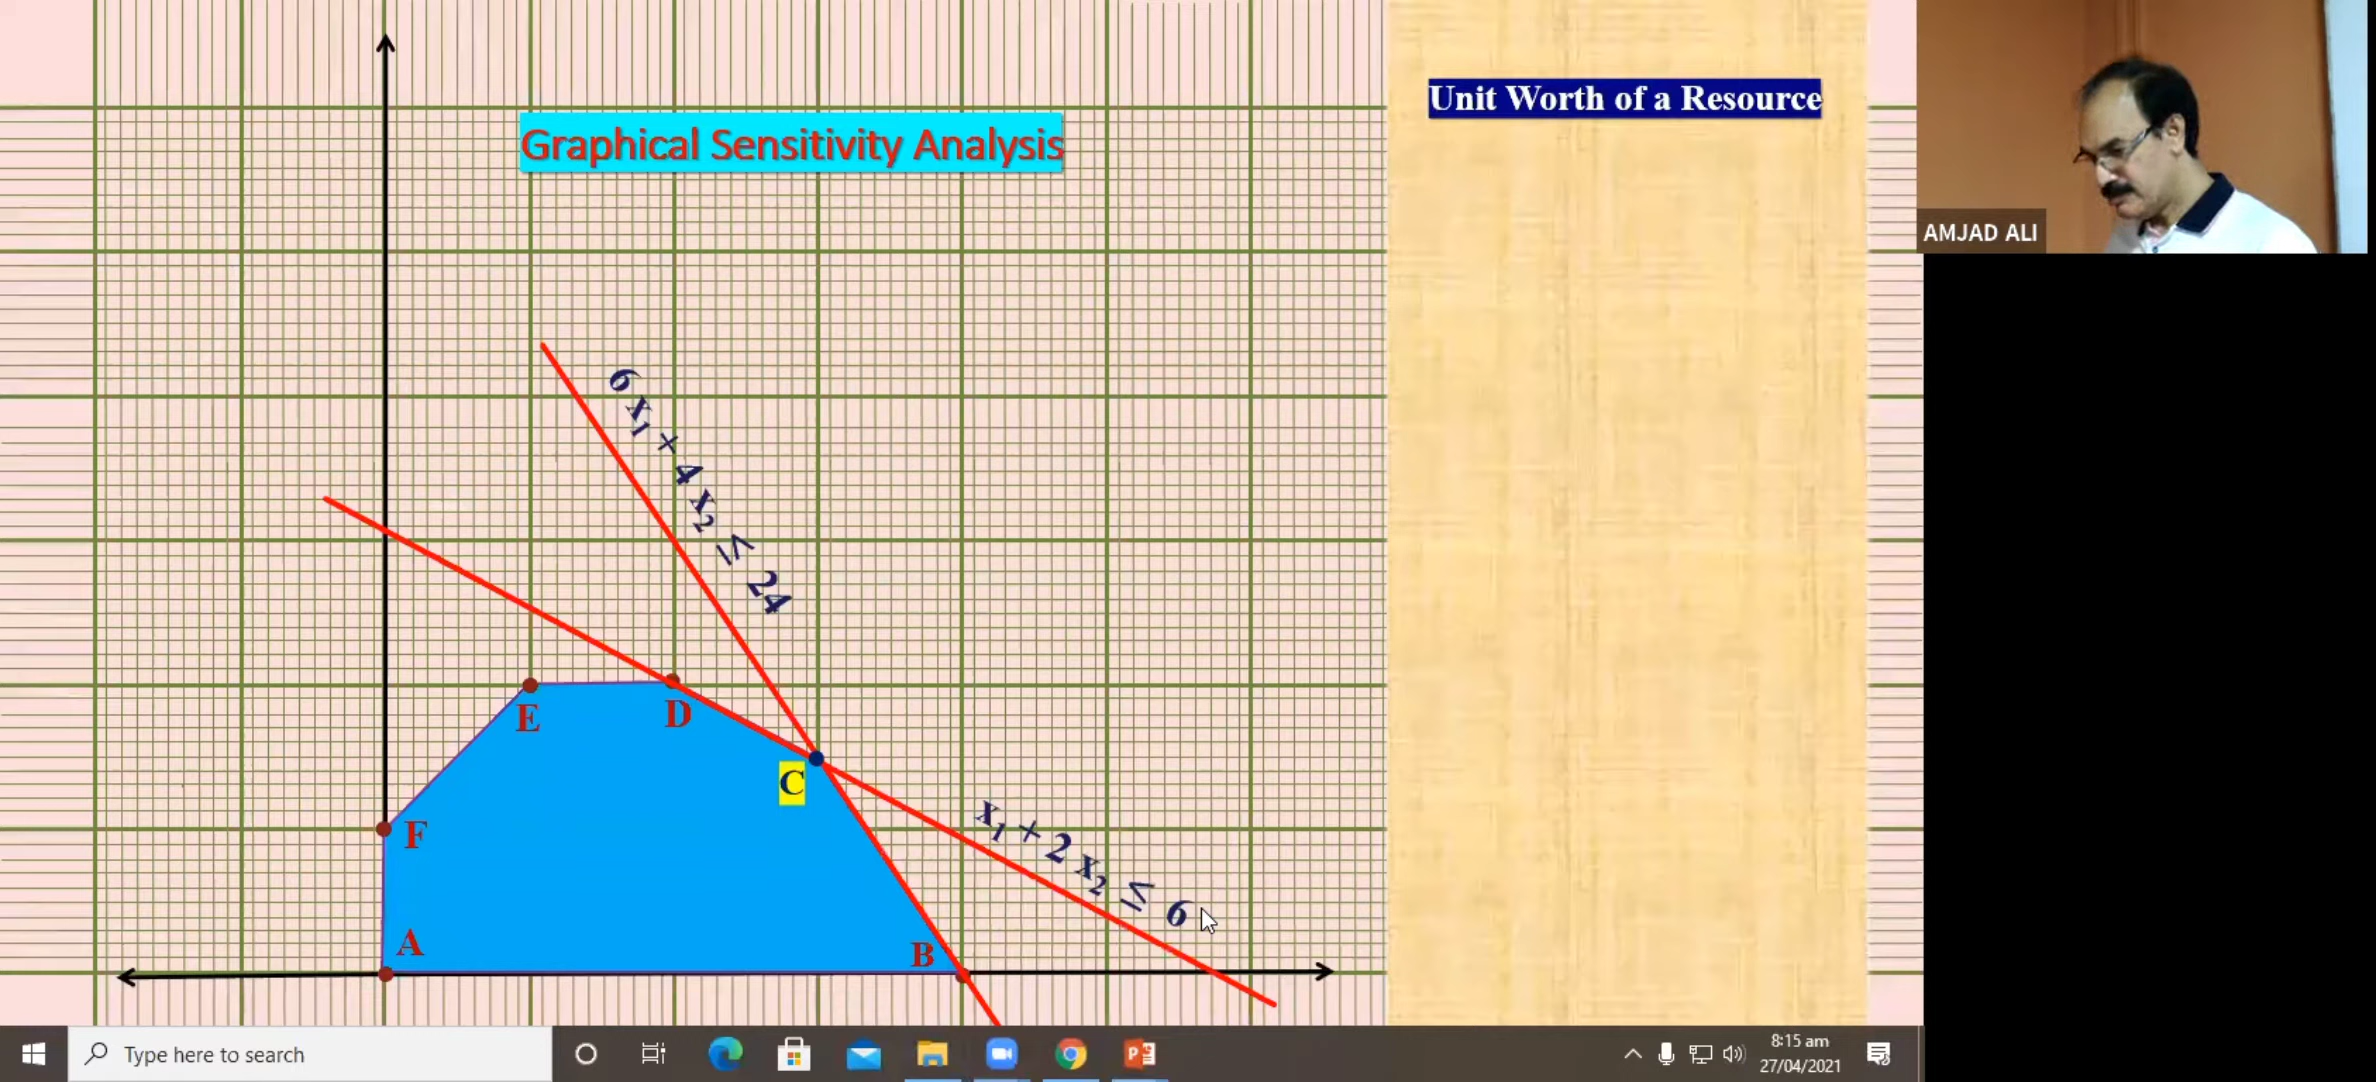 Graphical Sensitivity Analysis
Unit Worth of a Resource
AMJAD ALI
6 x₁ + 4 x₂ ≤ 24
E
D
C
F
x₁ + 2 x₂ ≤ 6
A
B
Type here to search
8:15 am
27/04/2021